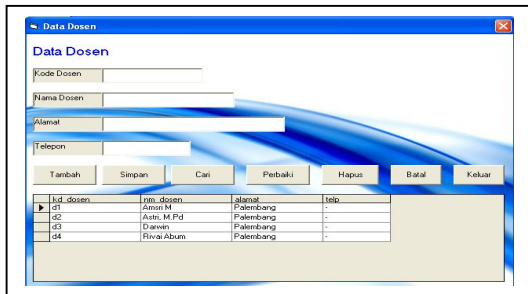 Data Dosen
Data Dosen
Kode Dosen
Nama Dosen
Alamat
Telepon
Tambah Simpan Cari Perbaiki Hapus Batal Keluar
kd_dosen nm_dosen alamat telp
d1 Amsri M Palembang -
d2 Astri, M.Pd Palembang -
d3 Darwin Palembang -
d4 Rivai Abum Palembang -